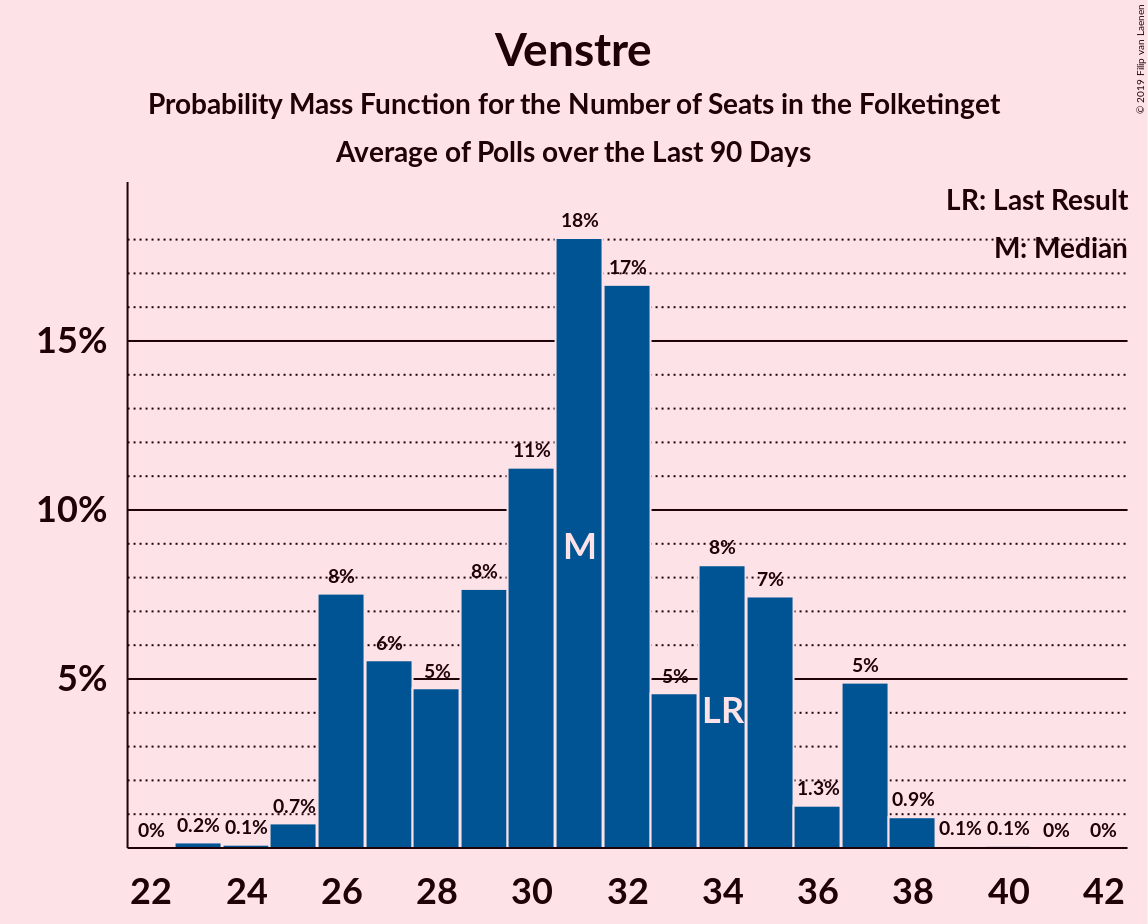 Venstre
Probability Mass Function for the Number of Seats in the Folketinget
Average of Polls over the Last 90 Days
© 2019 Filip van Laenen
LR: Last Result
M: Median
15%
10%
5%
0%
0.2%
0.1%
0.7%
8%
6%
5%
8%
11%
18%
17%
5%
8%
7%
1.3%
5%
0.9%
0.1%
0.1%
0%
0%
M
LR
22 24 26 28 30 32 34 36 38 40 42